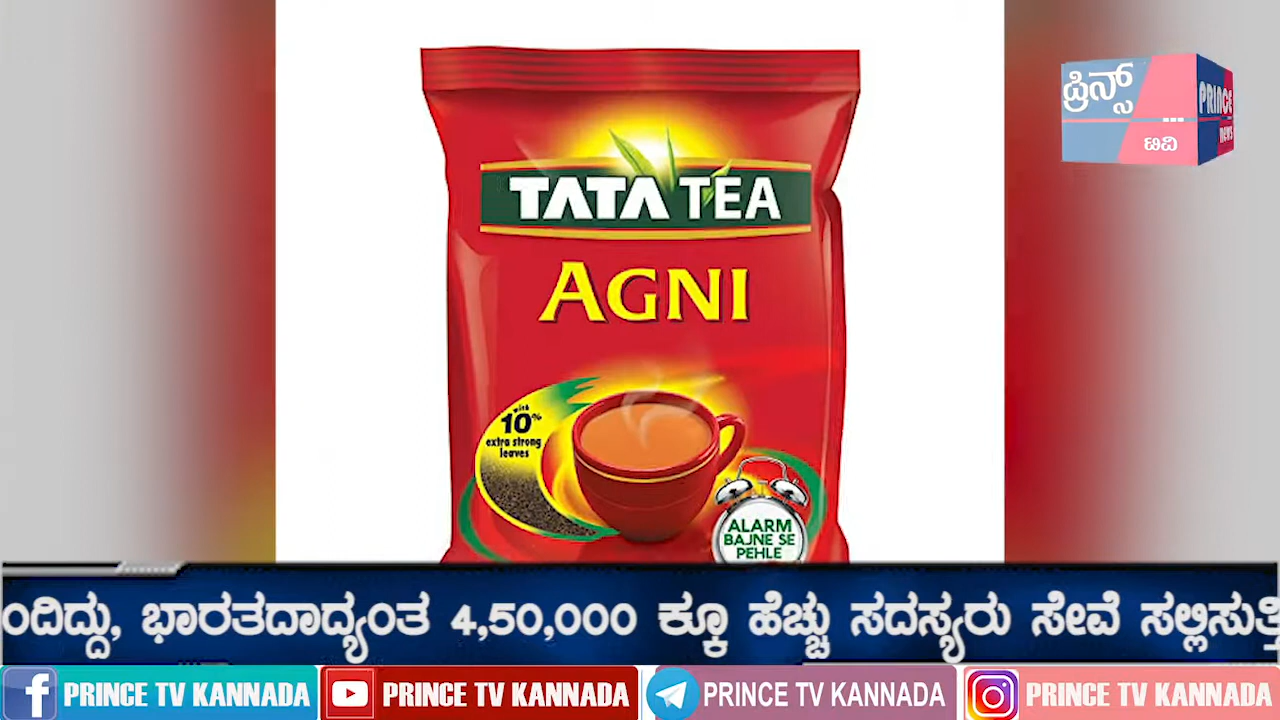 ಪ್ರಿನ್ಸ್
ಟಿವಿ
PRINCE
news
TATA TEA
AGNI
with
10%
extra strong
leaves
ALARM
BAJNE SE
PEHLE
ಂದಿದ್ದು, ಭಾರತದಾದ್ಯಂತ 4,50,000 ಕ್ಕೂ ಹೆಚ್ಚು ಸದಸ್ಯರು ಸೇವೆ ಸಲ್ಲಿಸುತ್ತಿ
PRINCE TV KANNADA PRINCE TV KANNADA PRINCE TV KANNADA PRINCE TV KANNADA